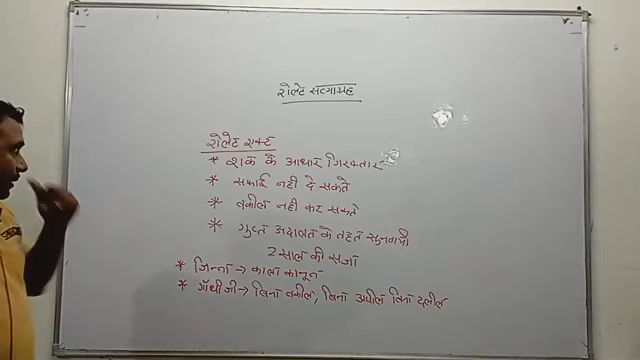 रोलेट सत्याग्रह
रोलेट एक्ट
* शक के आधार गिरफ्तार
* सफाई नही दे सकते
* वकील नही कर सकते
* गुप्त अदालत के तहत सुनवायी
2 साल की सजा
* जिन्ना → काला कानून
* गाँधीजी → बिना वकील, बिना अपील बिना दलील